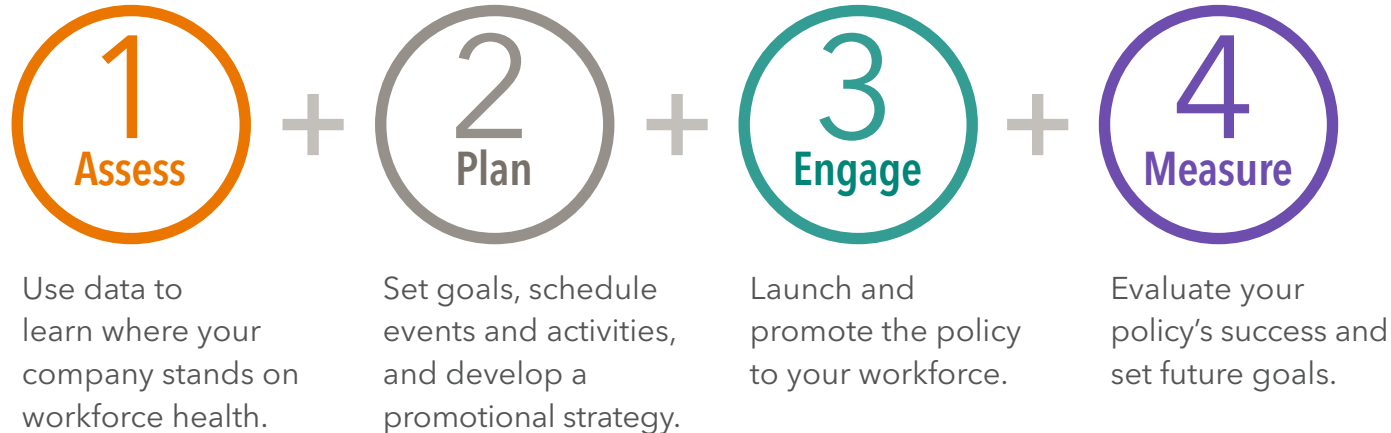 1
Assess
+
2
Plan
+
3
Engage
+
4
Measure
Use data to
learn where your
company stands on
workforce health.
Set goals, schedule
events and activities,
and develop a
promotional strategy.
Launch and
promote the policy
to your workforce.
Evaluate your
policy’s success and
set future goals.